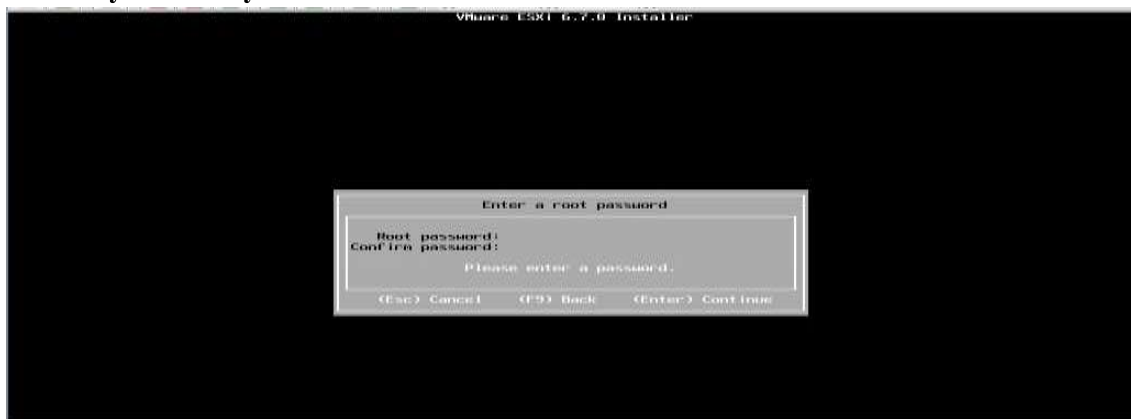 VMware ESXi 6.7.0 Installer
Enter a root password
Root password:
Confirm password:
Please enter a password.
(Esc) Cancel (F9) Back (Enter) Continue